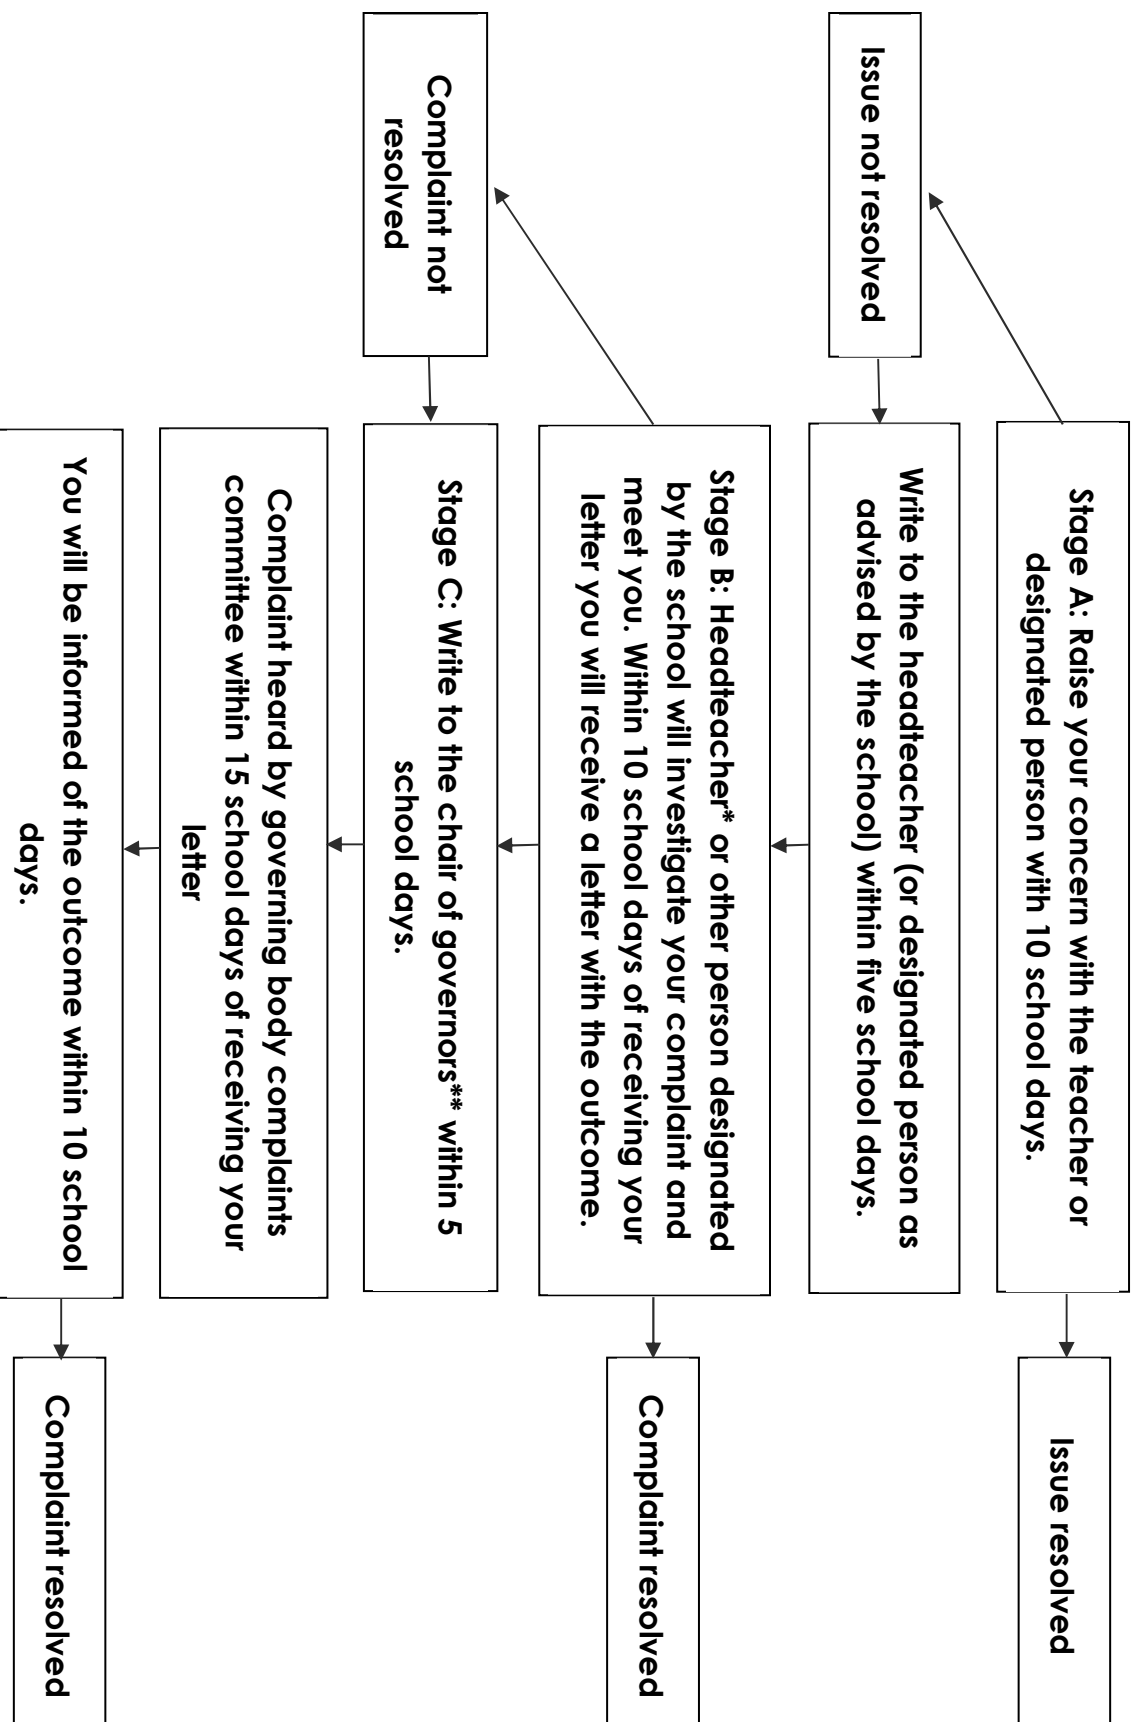 Stage A: Raise your concern with the teacher or
designated person with 10 school days.
Issue resolved
Issue not resolved
Write to the headteacher (or designated person as
advised by the school) within five school days.
Stage B: Headteacher* or other person designated
by the school will investigate your complaint and
meet you. Within 10 school days of receiving your
letter you will receive a letter with the outcome.
Complaint resolved
Complaint not
resolved
Stage C: Write to the chair of governors** within 5
school days.
Complaint heard by governing body complaints
committee within 15 school days of receiving your
letter
You will be informed of the outcome within 10 school
days.
Complaint resolved